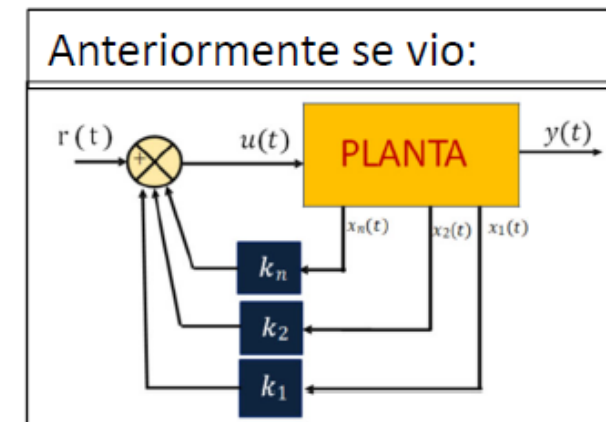 Anteriormente se vio:
r(t)
+
u(t)
PLANTA
y(t)
xₙ(t)
x₂(t)
x₁(t)
kₙ
k₂
k₁